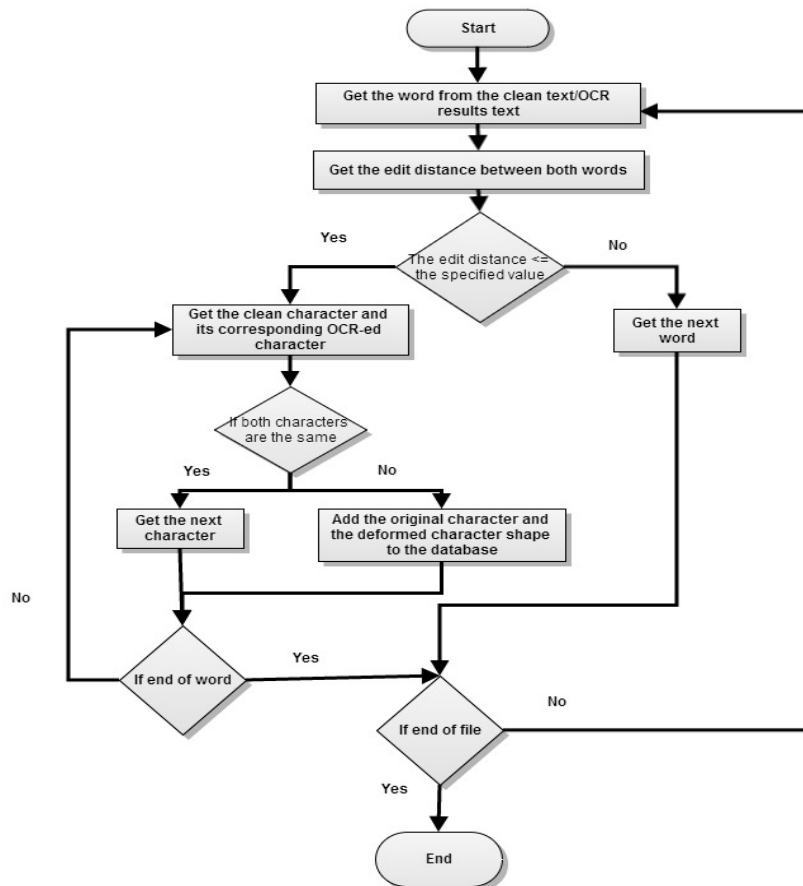 Start
Get the word from the clean text/OCR
results text
Get the edit distance between both words
Yes
The edit distance <=
the specified value
No
Get the clean character and
its corresponding OCR-ed
character
Get the next
word
If both characters
are the same
Yes
No
Get the next
character
Add the original character and
the deformed character shape
to the database
No
If end of word
Yes
If end of file
No
Yes
End